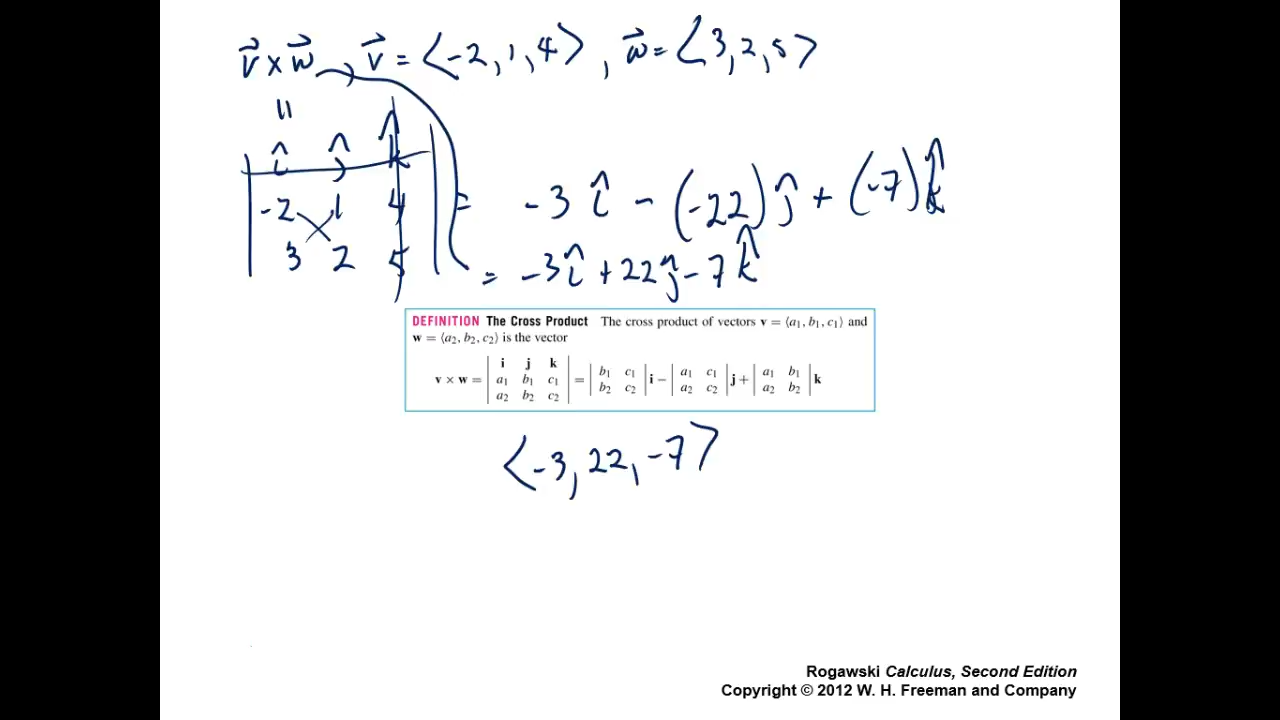 v⃗ × w⃗ , v⃗ = ⟨-2, 1, 4⟩ , w⃗ = ⟨3, 2, 5⟩
=
| î ĵ k̂ |
| -2 1 4 | = -3 î - (-22) ĵ + (-7) k̂
| 3 2 5 | = -3î + 22ĵ - 7k̂
DEFINITION The Cross Product The cross product of vectors v = ⟨a₁, b₁, c₁⟩ and
w = ⟨a₂, b₂, c₂⟩ is the vector
v × w = | i j k ; a₁ b₁ c₁ ; a₂ b₂ c₂ | = | b₁ c₁ ; b₂ c₂ | i − | a₁ c₁ ; a₂ c₂ | j + | a₁ b₁ ; a₂ b₂ | k
⟨-3, 22, -7⟩
Rogawski Calculus, Second Edition
Copyright © 2012 W. H. Freeman and Company